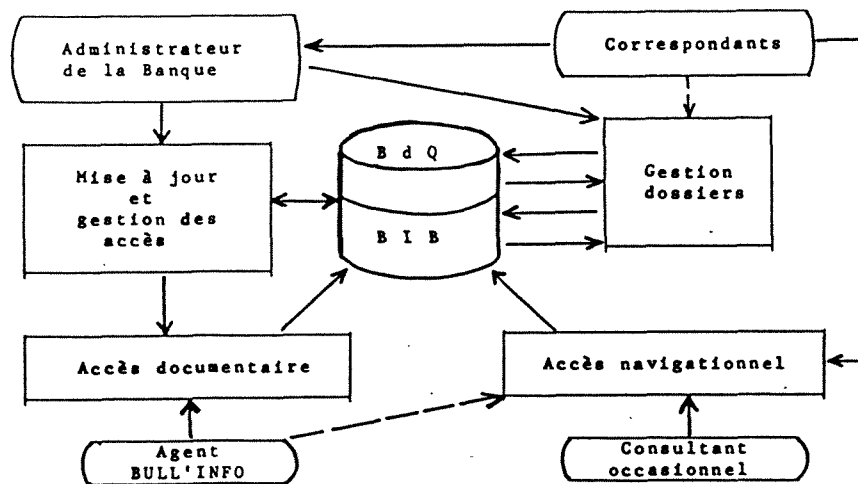 Administrateur
de la Banque
Correspondants
Mise à jour
et
gestion des
accès
B d Q
B I B
Gestion
dossiers
Accès documentaire
Accès navigationnel
Agent
BULL'INFO
Consultant
occasionnel